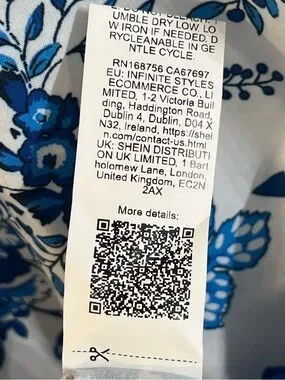 UMBLE DRY LOW LO
W IRON IF NEEDED. D
RYCLEANABLE IN GE
NTLE CYCLE.
RN168756 CA67697
EU: INFINITE STYLES
ECOMMERCE CO., LI
MITED, 1-2 Victoria Buil
ding, Haddington Road,
Dublin 4, Dublin, D04 X
N32, Ireland, https://shei
n.com/contact-us.html
UK: SHEIN DISTRIBUTI
ON UK LIMITED, 1 Bart
holomew Lane, London,
United Kingdom, EC2N
2AX
More details: